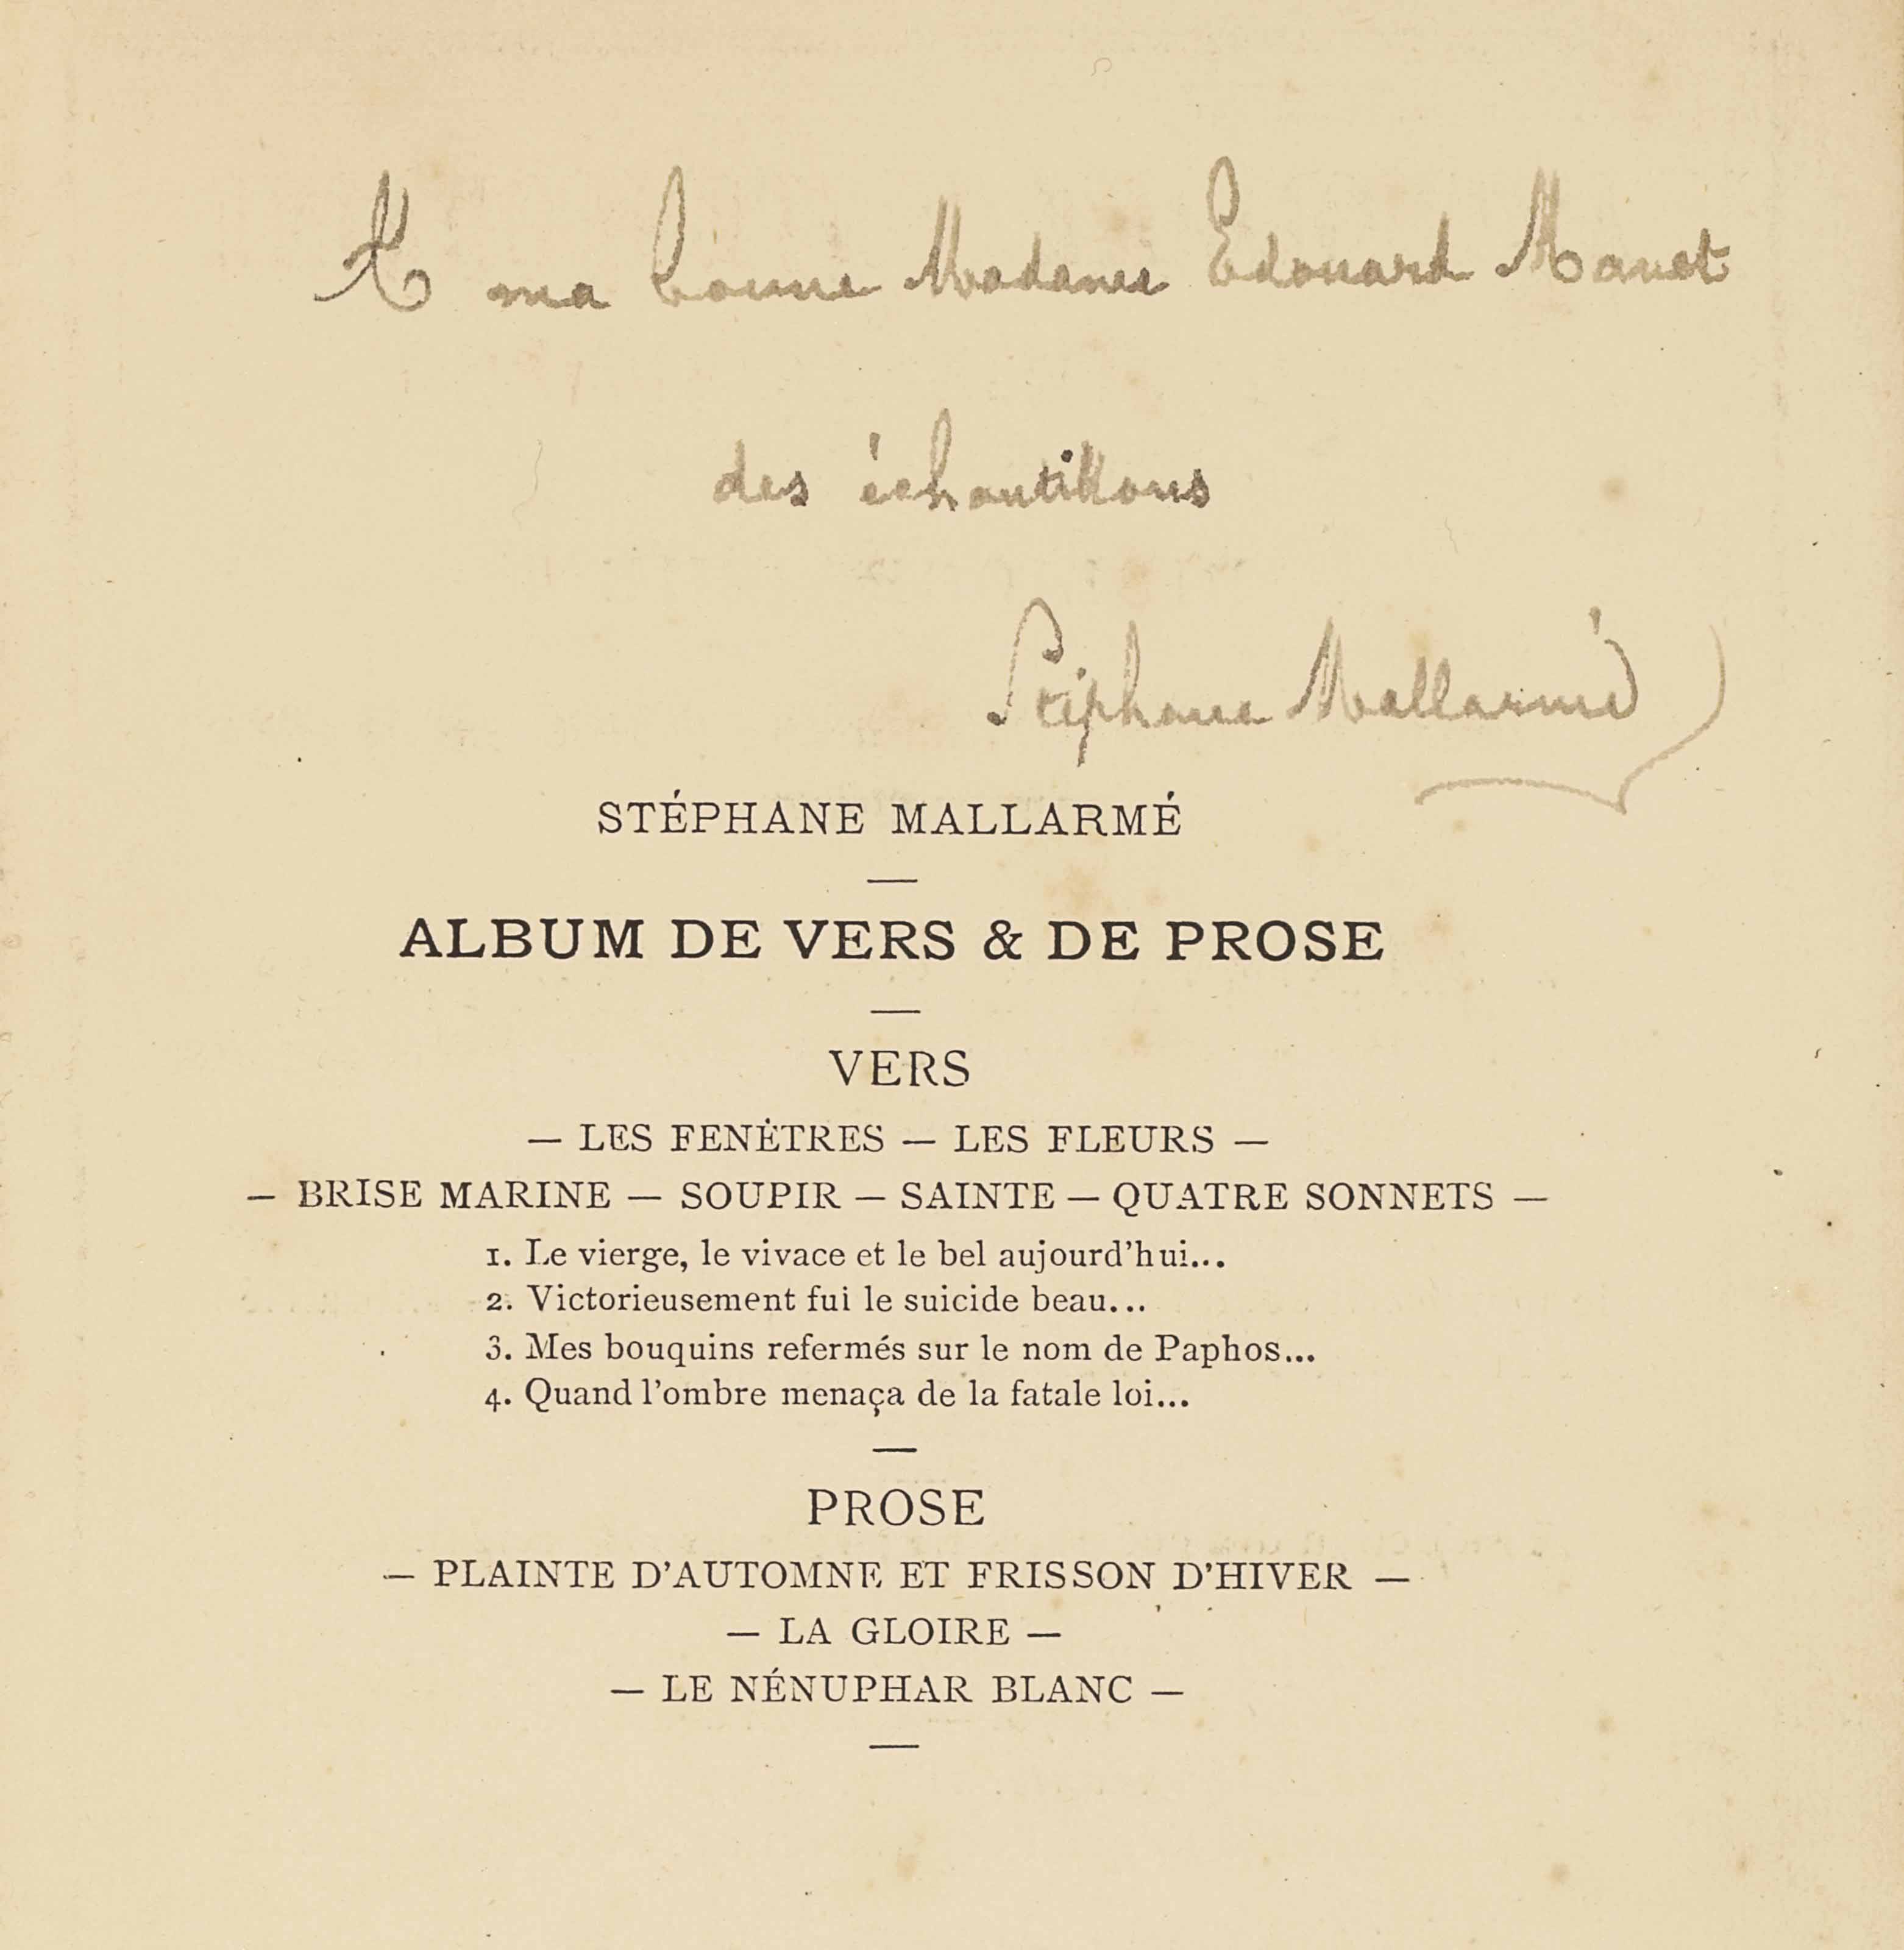 A ma bonne Madame Edouard Manet
des échantillons
Stéphane Mallarmé
STÉPHANE MALLARMÉ
—
ALBUM DE VERS & DE PROSE
—
VERS
— LES FENÊTRES — LES FLEURS —
— BRISE MARINE — SOUPIR — SAINTE — QUATRE SONNETS —
1. Le vierge, le vivace et le bel aujourd'hui...
2. Victorieusement fui le suicide beau...
3. Mes bouquins refermés sur le nom de Paphos...
4. Quand l'ombre menaça de la fatale loi...
—
PROSE
— PLAINTE D'AUTOMNE ET FRISSON D'HIVER —
— LA GLOIRE —
— LE NÉNUPHAR BLANC —
—